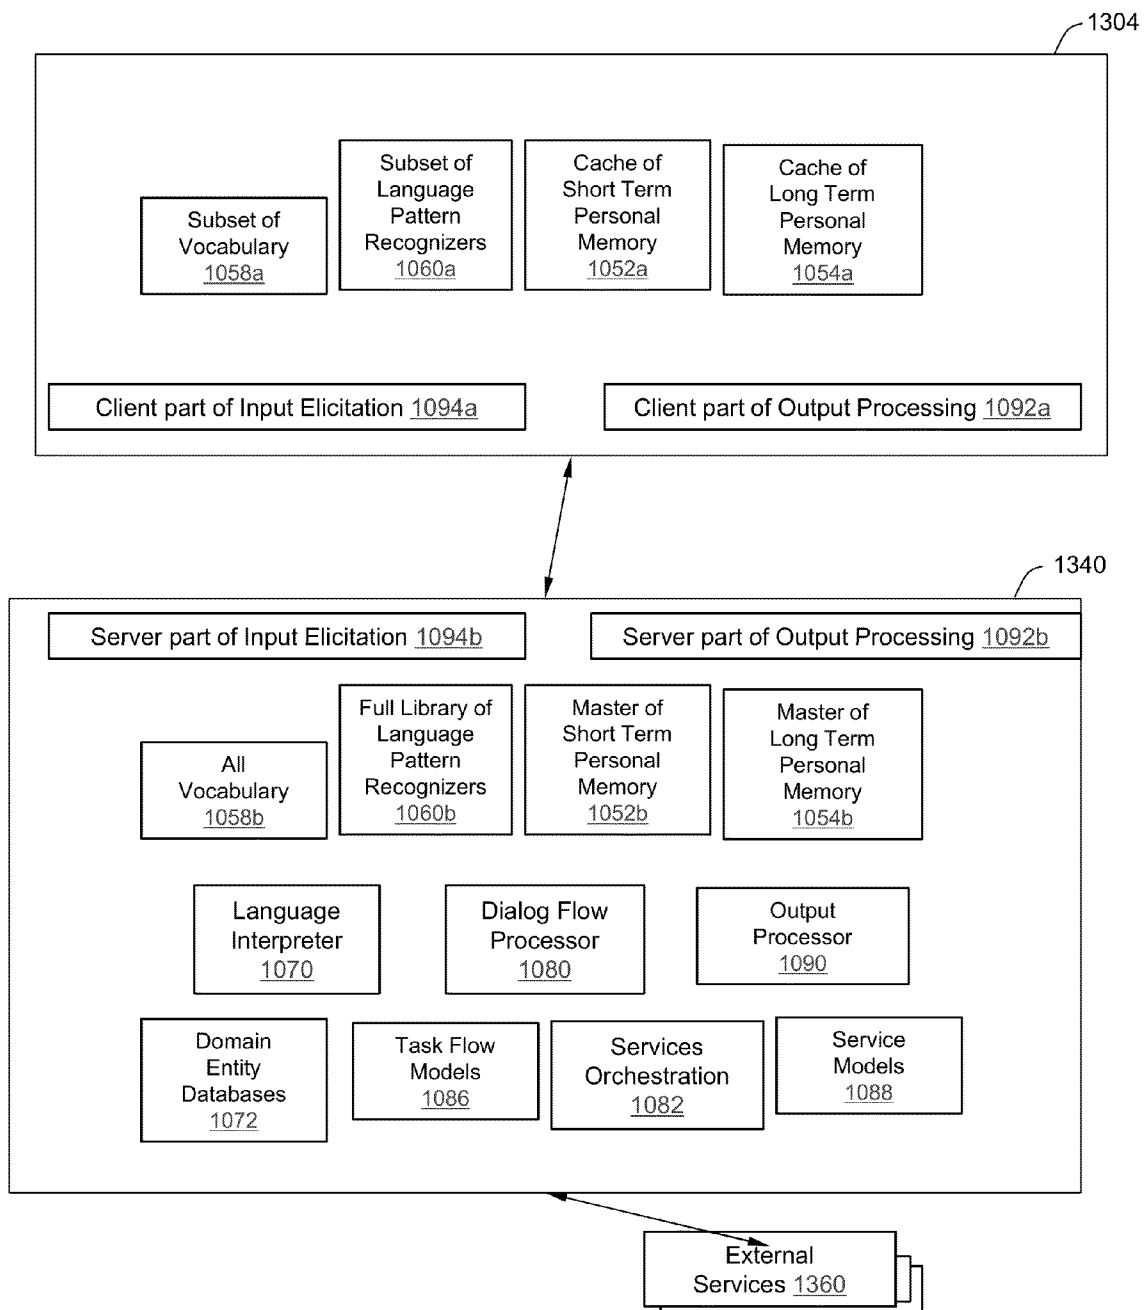 1304
Subset of
Vocabulary
1058a
Subset of
Language
Pattern
Recognizers
1060a
Cache of
Short Term
Personal
Memory
1052a
Cache of
Long Term
Personal
Memory
1054a
Client part of Input Elicitation 1094a
Client part of Output Processing 1092a
1340
Server part of Input Elicitation 1094b
Server part of Output Processing 1092b
All
Vocabulary
1058b
Full Library of
Language
Pattern
Recognizers
1060b
Master of
Short Term
Personal
Memory
1052b
Master of
Long Term
Personal
Memory
1054b
Language
Interpreter
1070
Dialog Flow
Processor
1080
Output
Processor
1090
Domain
Entity
Databases
1072
Task Flow
Models
1086
Services
Orchestration
1082
Service
Models
1088
External
Services 1360